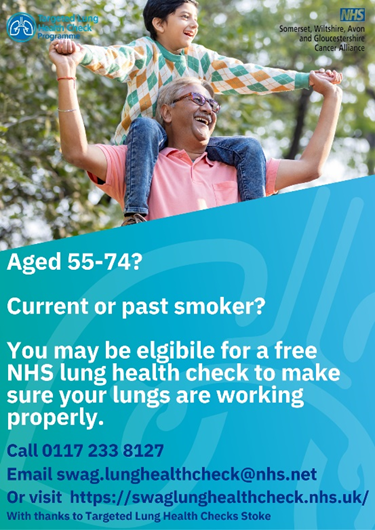 Targeted Lung
Health Check
Programme
NHS
Somerset, Wiltshire, Avon
and Gloucestershire
Cancer Alliance
Aged 55-74?
Current or past smoker?
You may be elgibile for a free
NHS lung health check to make
sure your lungs are working
properly.
Call 0117 233 8127
Email swag.lunghealthcheck@nhs.net
Or visit https://swaglunghealthcheck.nhs.uk/
With thanks to Targeted Lung Health Checks Stoke